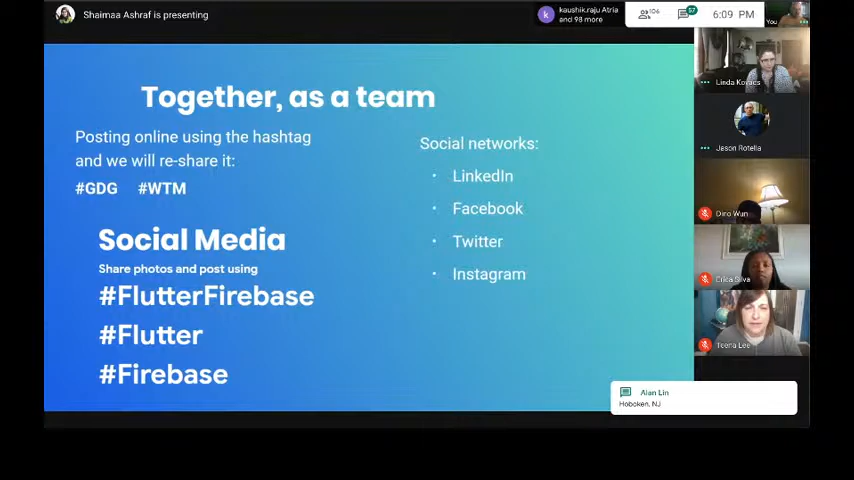 Shaimaa Ashraf is presenting
k
kaushik.raju Atria
and 98 more
106
57
6:09 PM
You
Together, as a team
Posting online using the hashtag
and we will re-share it:
#GDG #WTM
Social Media
Share photos and post using
#FlutterFirebase
#Flutter
#Firebase
Social networks:
· LinkedIn
· Facebook
· Twitter
· Instagram
Linda Kovacs
Jason Rotella
Dino Wun
Erica Silva
Teena Lee
Alan Lin
Hoboken, NJ